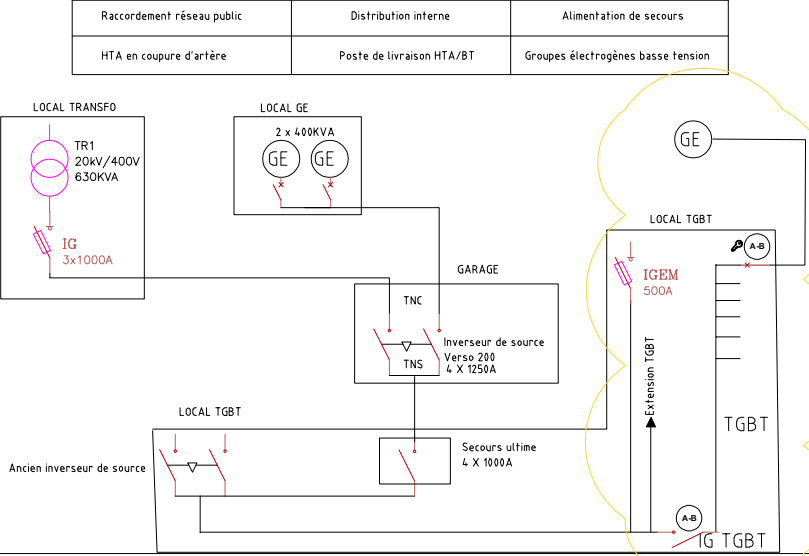 Raccordement réseau public
Distribution interne
Alimentation de secours
HTA en coupure d'artère
Poste de livraison HTA/BT
Groupes électrogènes basse tension
LOCAL TRANSFO
TR1
20kV/400V
630KVA
IG
3x1000A
LOCAL GE
2 x 400KVA
GE
GE
GE
LOCAL TGBT
A-B
IGEM
500A
GARAGE
TNC
Inverseur de source
Verso 200
4 X 1250A
TNS
Extension TGBT
TGBT
LOCAL TGBT
Ancien inverseur de source
Secours ultime
4 X 1000A
A-B
IG TGBT